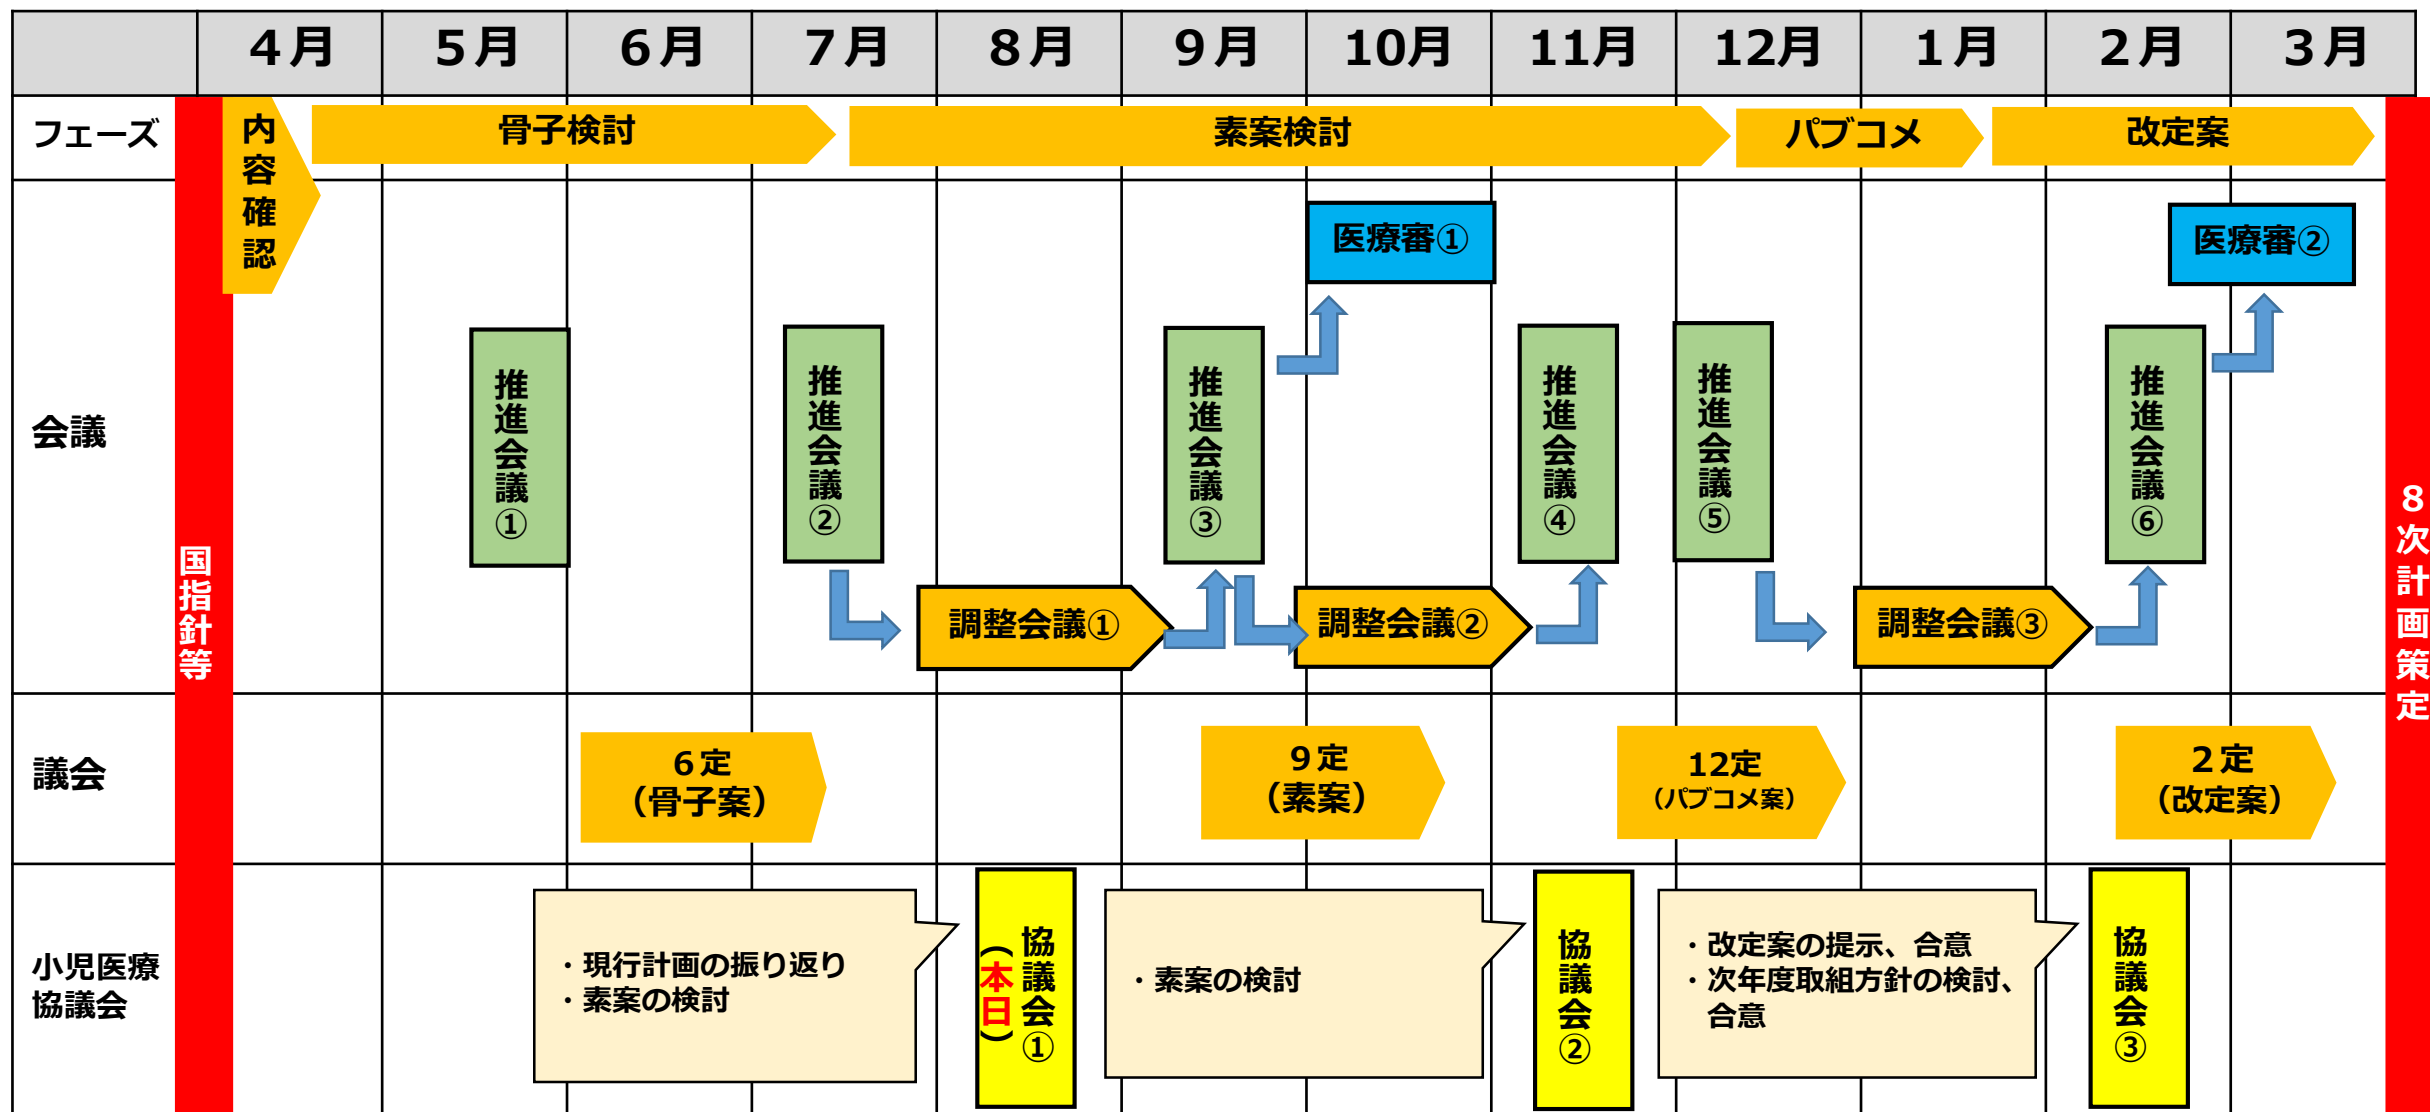 ４月
５月
６月
７月
８月
９月
10月
11月
12月
１月
２月
３月
フェーズ
内容確認
骨子検討
素案検討
パブコメ
改定案
会議
医療審①
医療審②
推進会議①
推進会議②
推進会議③
推進会議④
推進会議⑤
推進会議⑥
調整会議①
調整会議②
調整会議③
国指針等
８次計画策定
議会
６定
（骨子案）
９定
（素案）
12定
（パブコメ案）
２定
（改定案）
小児医療
協議会
・現行計画の振り返り
・素案の検討
協議会①
（本日）
・素案の検討
協議会②
・改定案の提示、合意
・次年度取組方針の検討、
合意
協議会③